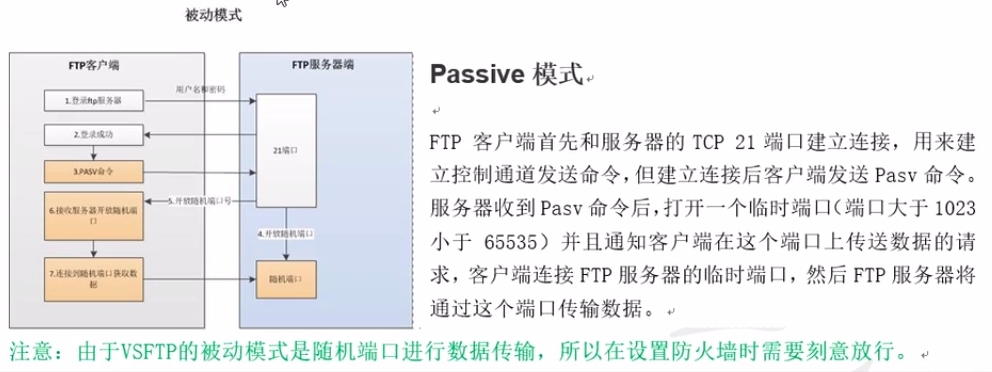 被动模式
FTP客户端
FTP服务器端
用户名和密码
1.登录ftp服务器
2.登录成功
21端口
3.PASV命令
5.开放随机端口号
6.接收服务器开放随机端
口
4.开放随机端口
7.连接到随机端口获取数
据
随机端口
Passive 模式
FTP 客户端首先和服务器的 TCP 21 端口建立连接，用来建
立控制通道发送命令,但建立连接后客户端发送 Pasv 命令。
服务器收到 Pasv 命令后,打开一个临时端口(端口大于 1023
小于 65535) 并且通知客户端在这个端口上传送数据的请
求，客户端连接 FTP 服务器的临时端口，然后 FTP 服务器将
通过这个端口传输数据。
注意：由于VSFTP的被动模式是随机端口进行数据传输，所以在设置防火墙时需要刻意放行。